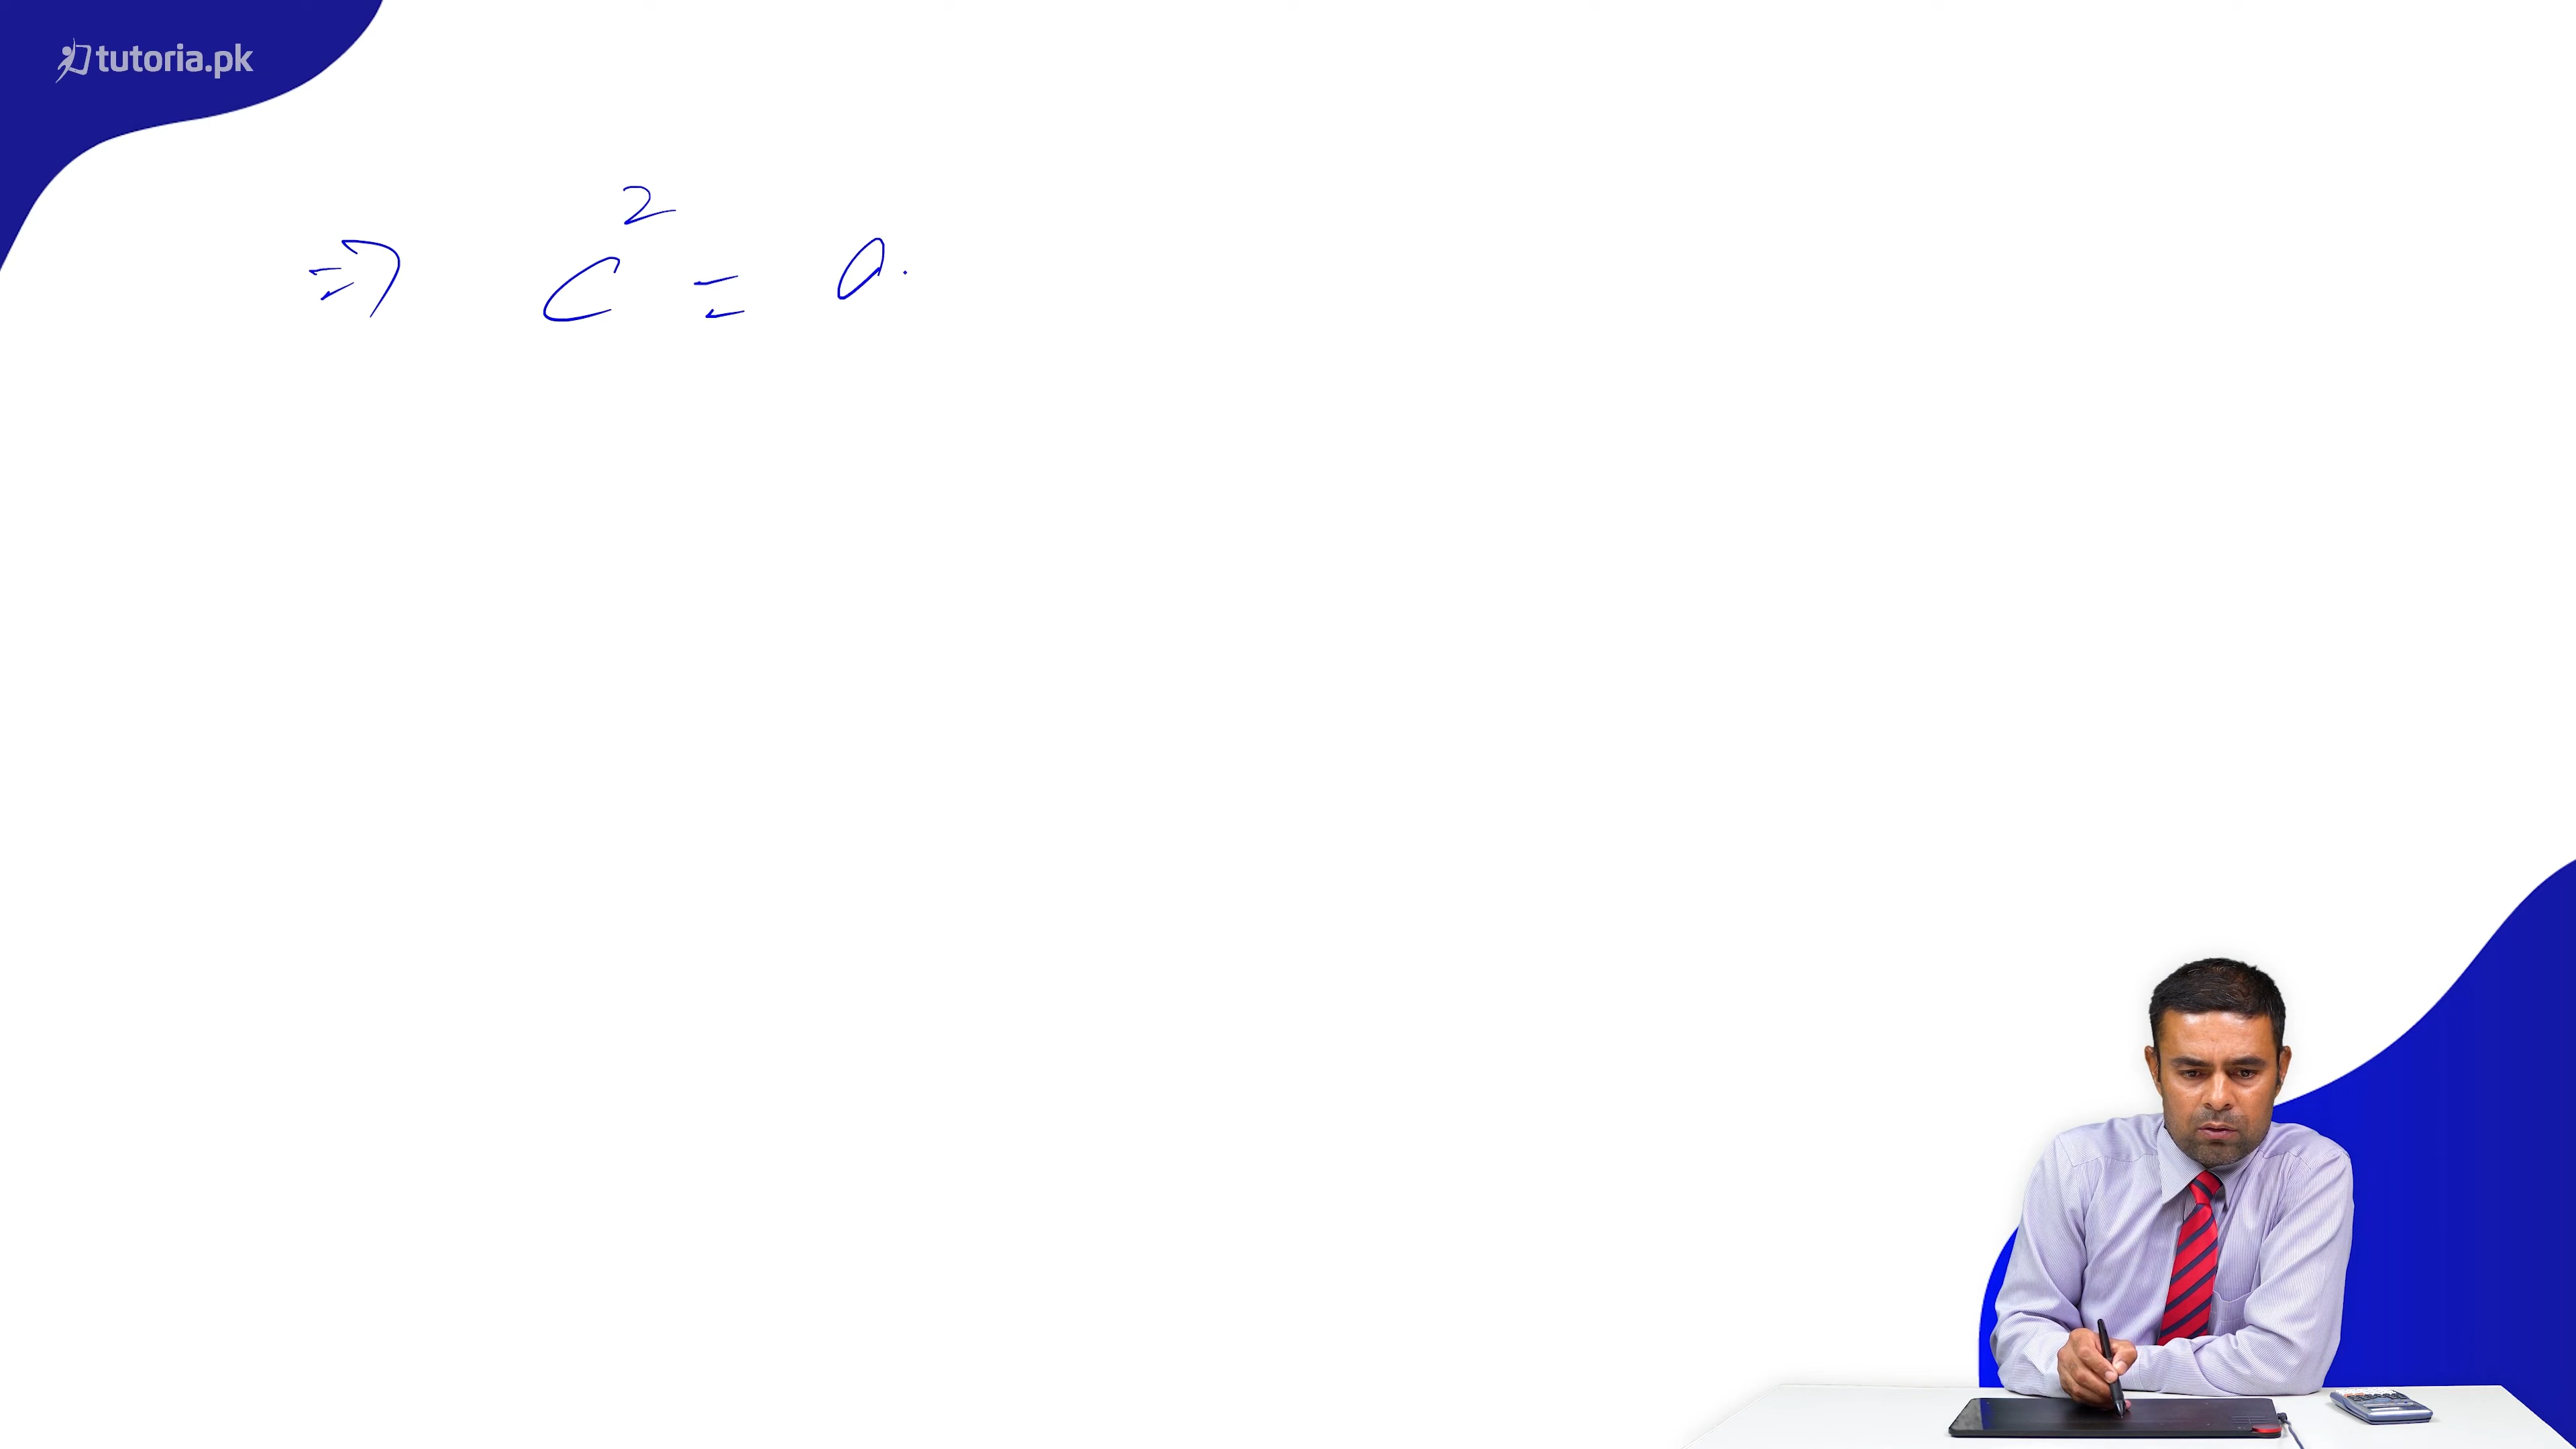 tutoria.pk
⇒ c² = 0.